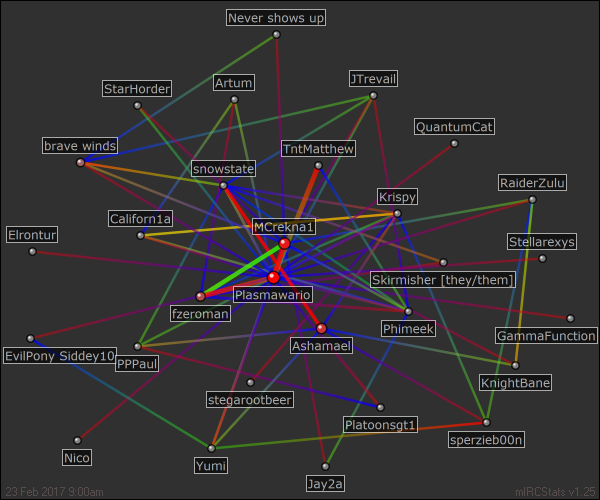 Never shows up
StarHorder
Artum
JTrevail
QuantumCat
brave winds
snowstate
TntMatthew
RaiderZulu
Krispy
Californ1a
MCrekna1
Elrontur
Stellarexys
Skirmisher [they/them]
Plasmawario
fzeroman
Phimeek
GammaFunction
Ashamael
EvilPony Siddey10
PPPaul
KnightBane
stegarootbeer
Platoonsgt1
sperzieb00n
Nico
Yumi
Jay2a
23 Feb 2017 9:00am
mIRCStats v1.25